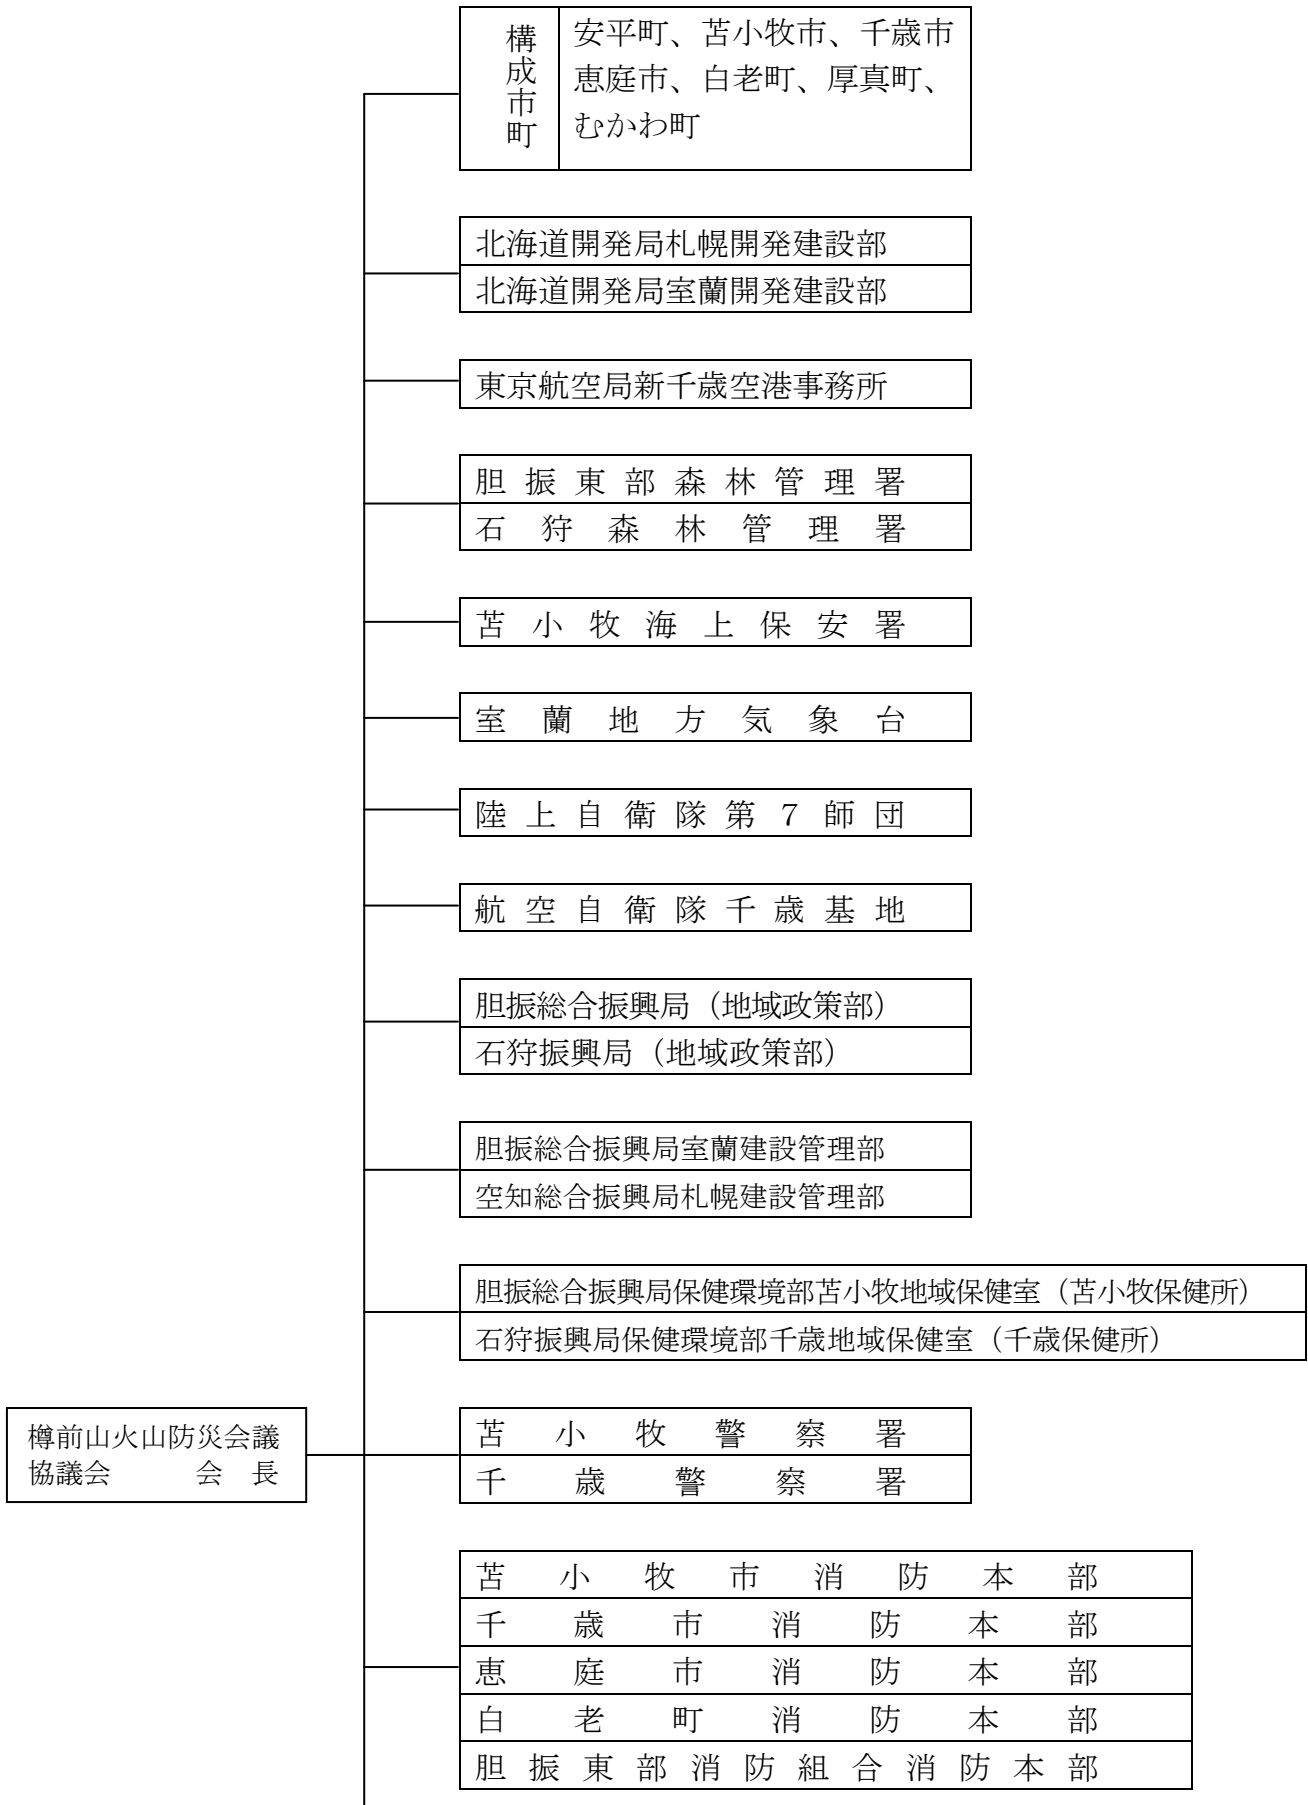 構成市町
安平町、苫小牧市、千歳市
恵庭市、白老町、厚真町、
むかわ町
北海道開発局札幌開発建設部
北海道開発局室蘭開発建設部
東京航空局新千歳空港事務所
胆振東部森林管理署
石狩森林管理署
苫小牧海上保安署
室蘭地方気象台
陸上自衛隊第７師団
航空自衛隊千歳基地
胆振総合振興局（地域政策部）
石狩振興局（地域政策部）
胆振総合振興局室蘭建設管理部
空知総合振興局札幌建設管理部
胆振総合振興局保健環境部苫小牧地域保健室（苫小牧保健所）
石狩振興局保健環境部千歳地域保健室（千歳保健所）
樽前山火山防災会議
協議会　　　会　長
苫小牧警察署
千歳警察署
苫小牧市消防本部
千歳市消防本部
恵庭市消防本部
白老町消防本部
胆振東部消防組合消防本部